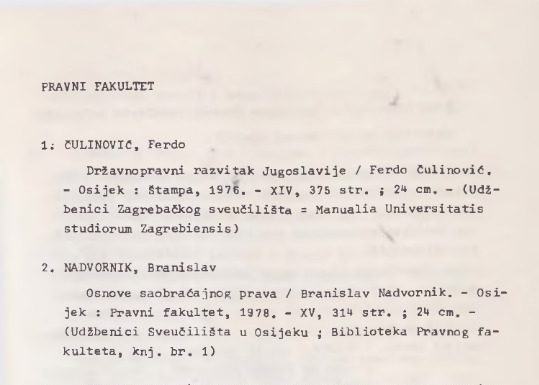 PRAVNI FAKULTET
1. ČULINOVIĆ, Ferdo
Državnopravni razvitak Jugoslavije / Ferdo Čulinović.
- Osijek : Štampa, 1976. - XIV, 375 str. ; 24 cm. - (Udž-
benici Zagrebačkog sveučilišta = Manualia Universitatis
studiorum Zagrebiensis)
2. NADVORNIK, Branislav
Osnove saobraćajnog prava / Branislav Nadvornik. - Osi-
jek : Pravni fakultet, 1978. - XV, 314 str. ; 24 cm. -
(Udžbenici Sveučilišta u Osijeku ; Biblioteka Pravnog fa-
kulteta, knj. br. 1)